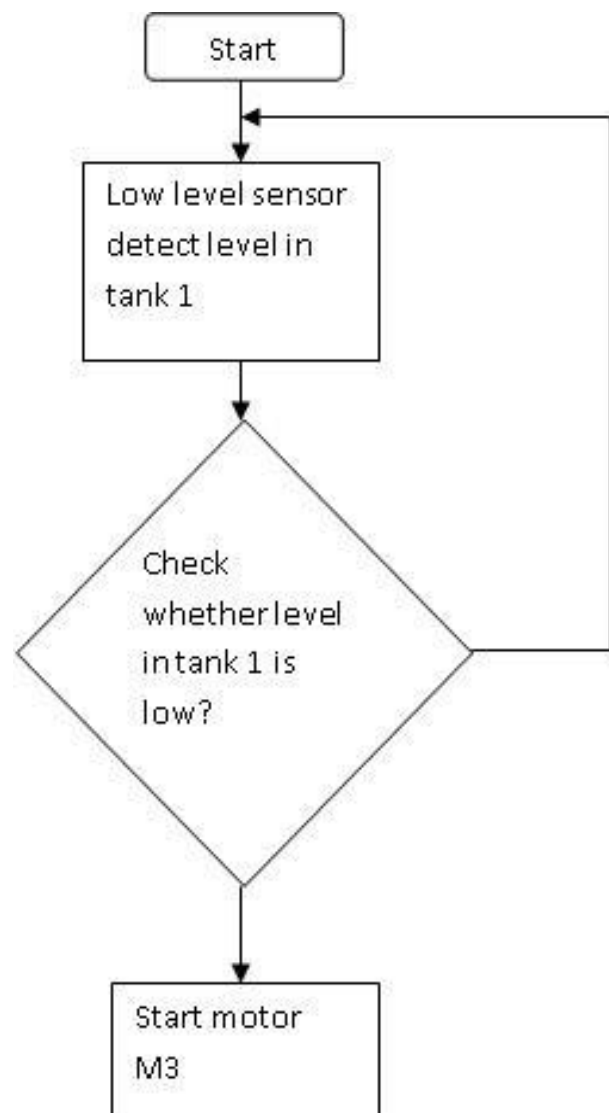 Start
Low level sensor
detect level in
tank 1
Check
whether level
in tank 1 is
low?
Start motor
M3